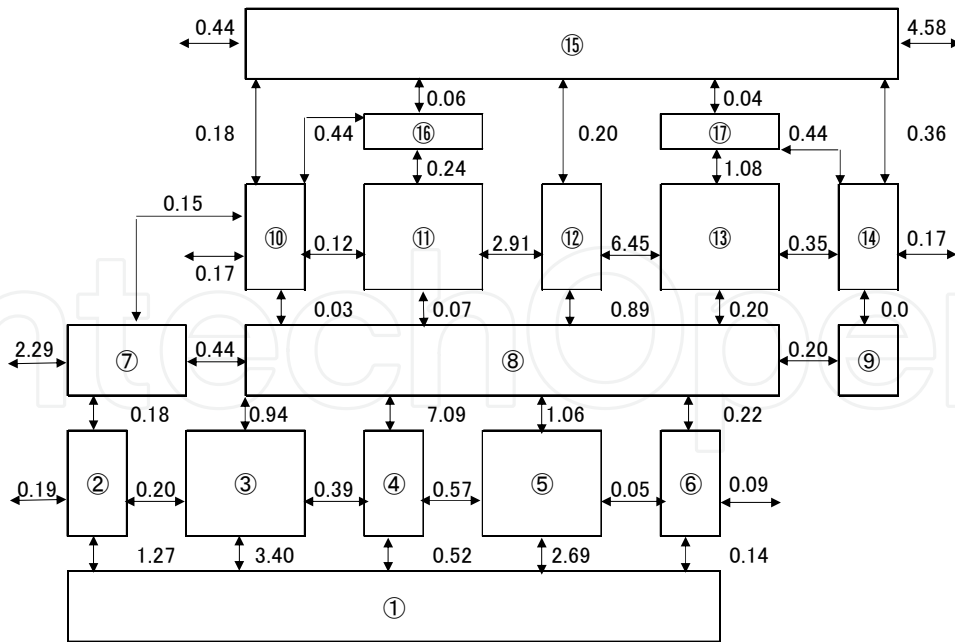 0.44 ⑮ 4.58
0.06 0.04
0.18 0.44 ⑯ 0.20 ⑰ 0.44 0.36
0.24 1.08
0.15
⑩ 0.12 ⑪ 2.91 ⑫ 6.45 ⑬ 0.35 ⑭ 0.17
0.17
0.03 0.07 0.89 0.20 0.0
2.29 ⑦ 0.44 ⑧ 0.20 ⑨
0.18 0.94 7.09 1.06 0.22
0.19 ② 0.20 ③ 0.39 ④ 0.57 ⑤ 0.05 ⑥ 0.09
1.27 3.40 0.52 2.69 0.14
①